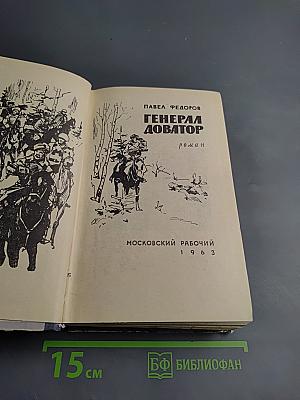 ПАВЕЛ ФЕДОРОВ
ГЕНЕРАЛ
ДОВАТОР
роман
МОСКОВСКИЙ РАБОЧИЙ
1963
15 см
БФ БИБЛИОФАН